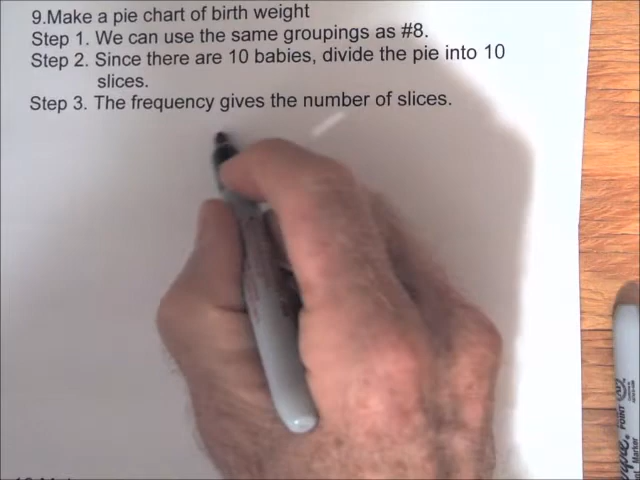 9.Make a pie chart of birth weight
Step 1. We can use the same groupings as #8.
Step 2. Since there are 10 babies, divide the pie into 10
slices.
Step 3. The frequency gives the number of slices.
POINT
Marker